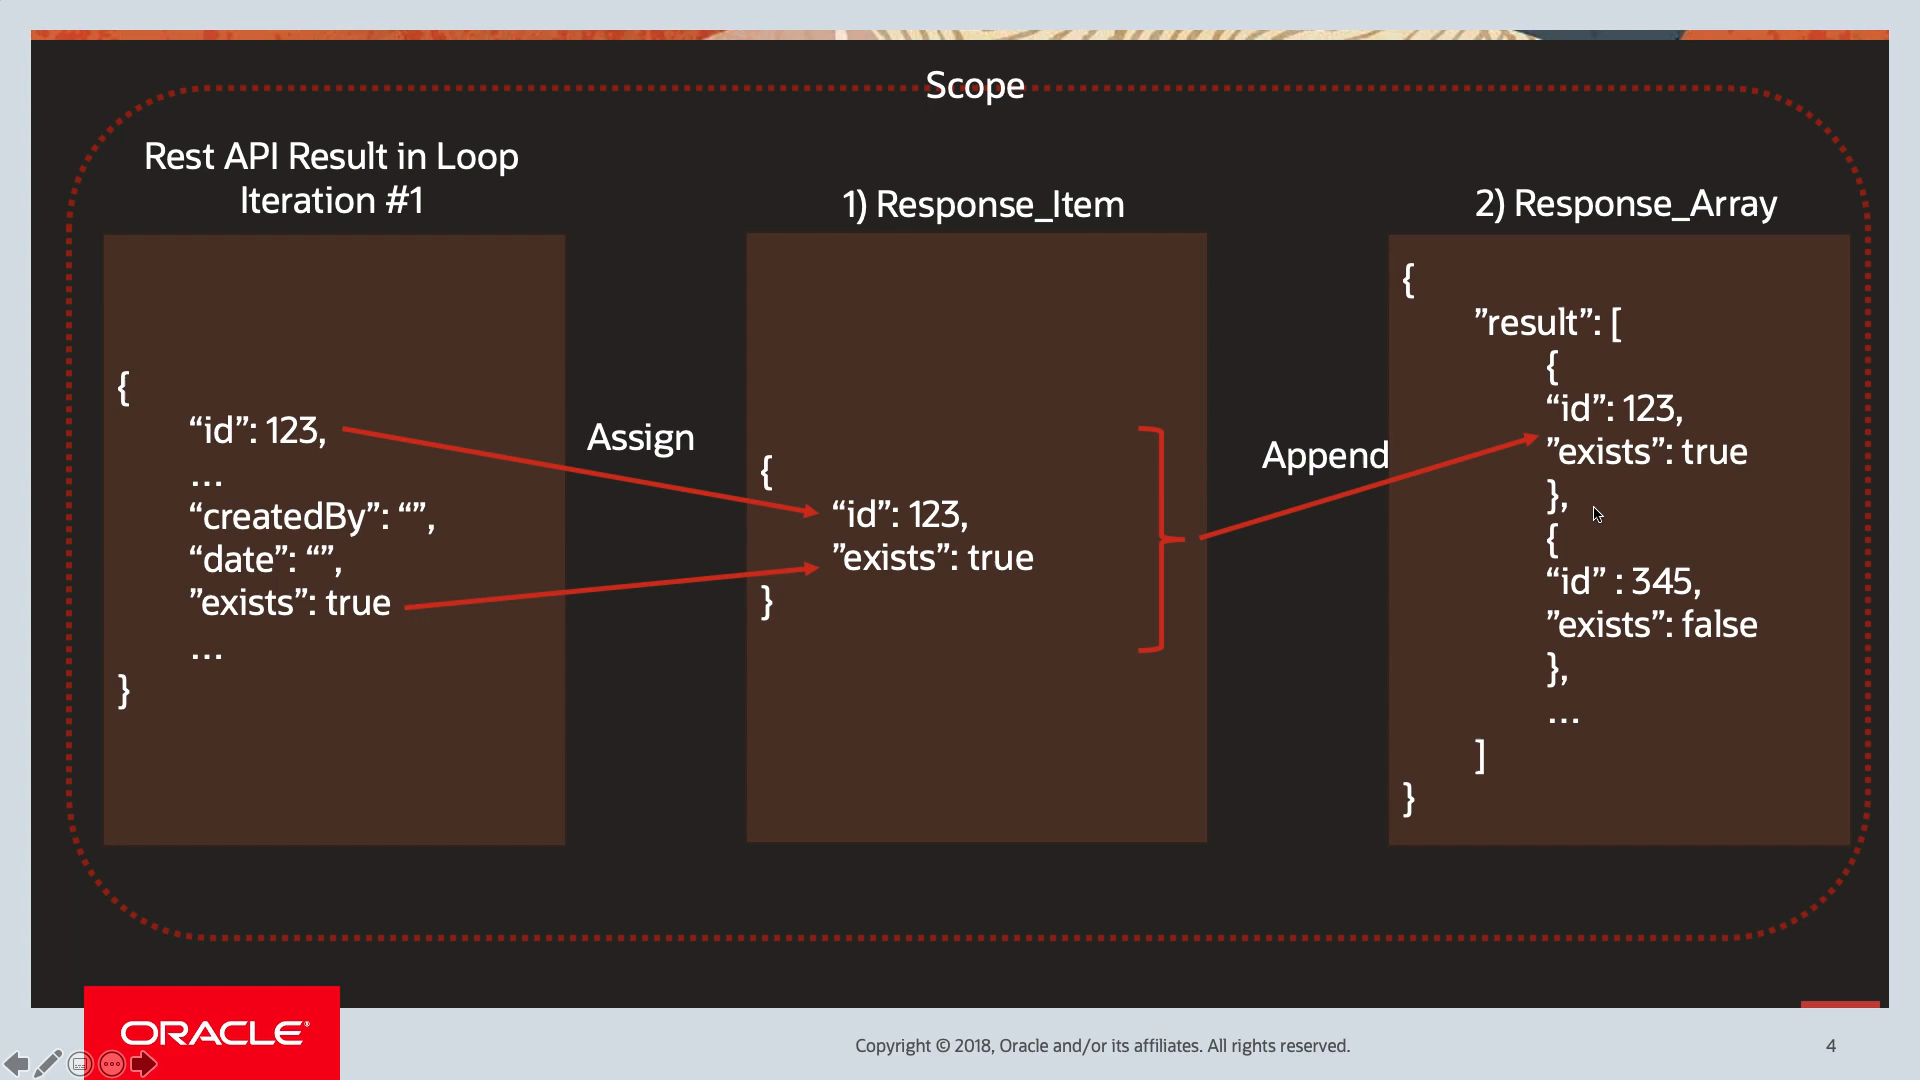 Scope
Rest API Result in Loop
Iteration #1
{
“id”: 123,
...
“createdBy”: “”,
“date”: “”,
”exists”: true
...
}
Assign
1) Response_Item
{
“id”: 123,
”exists”: true
}
Append
2) Response_Array
{
”result”: [
{
“id”: 123,
”exists”: true
},
{
“id” : 345,
”exists”: false
},
...
]
}
ORACLE®
Copyright © 2018, Oracle and/or its affiliates. All rights reserved.
4